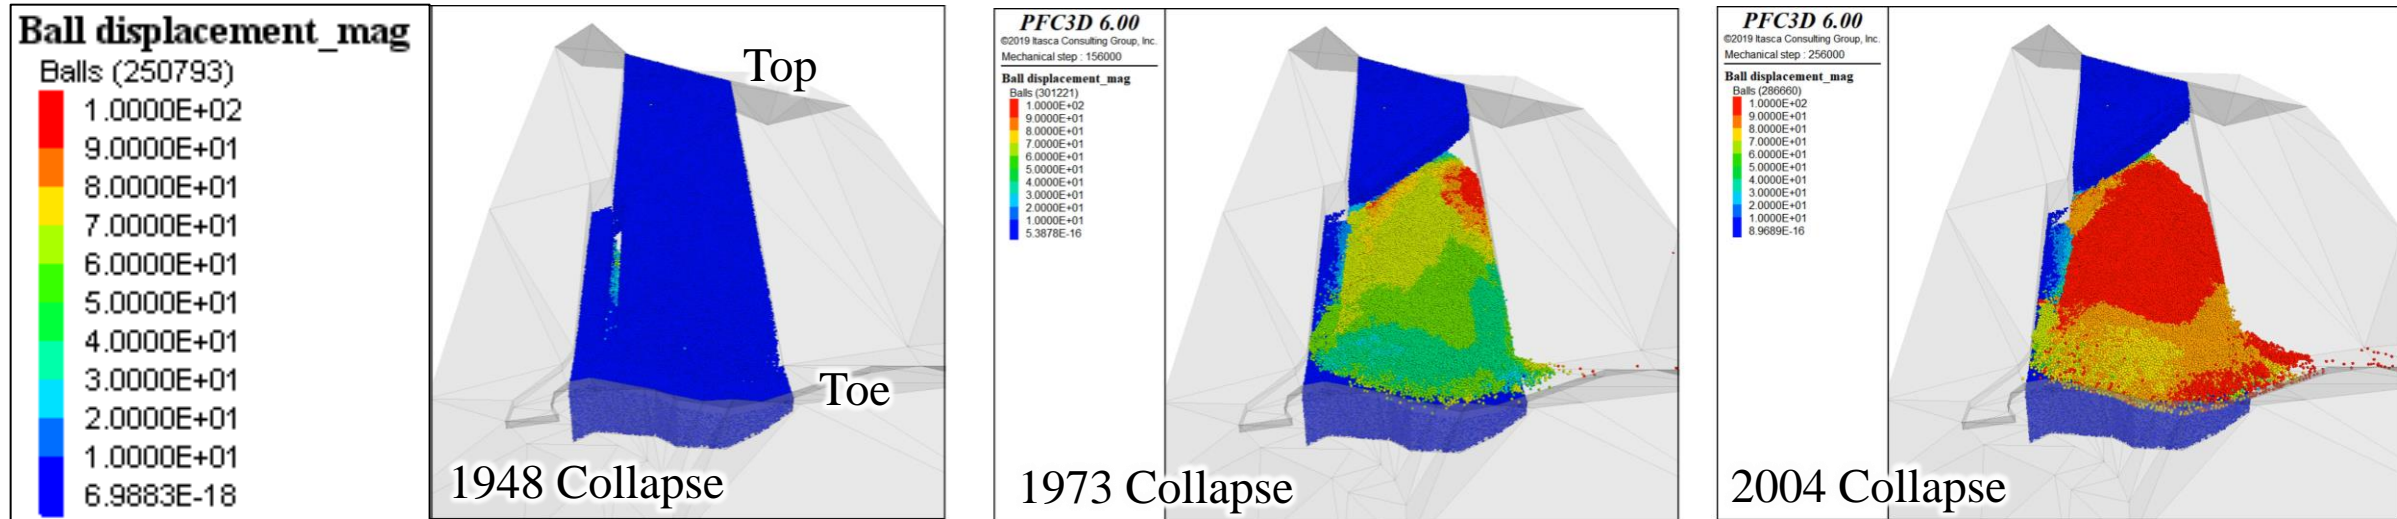 Ball displacement_mag
Balls (250793)
1.0000E+02
9.0000E+01
8.0000E+01
7.0000E+01
6.0000E+01
5.0000E+01
4.0000E+01
3.0000E+01
2.0000E+01
1.0000E+01
6.9883E-18
Top
Toe
1948 Collapse
PFC3D 6.00
©2019 Itasca Consulting Group, Inc.
Mechanical step : 156000
Ball displacement_mag
Balls (301221)
1.0000E+02
9.0000E+01
8.0000E+01
7.0000E+01
6.0000E+01
5.0000E+01
4.0000E+01
3.0000E+01
2.0000E+01
1.0000E+01
5.3878E-16
1973 Collapse
PFC3D 6.00
©2019 Itasca Consulting Group, Inc.
Mechanical step : 256000
Ball displacement_mag
Balls (286660)
1.0000E+02
9.0000E+01
8.0000E+01
7.0000E+01
6.0000E+01
5.0000E+01
4.0000E+01
3.0000E+01
2.0000E+01
1.0000E+01
8.9689E-16
2004 Collapse